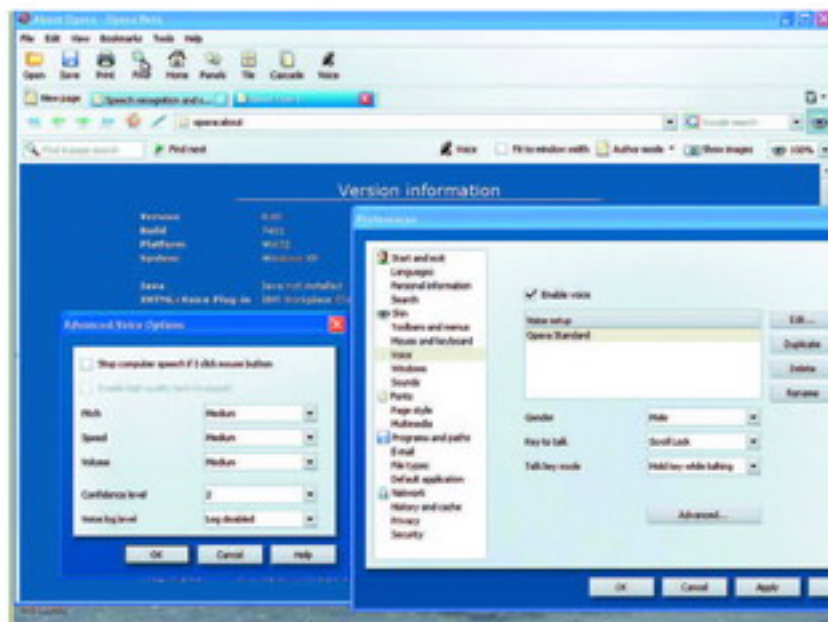 About Opera - Opera Beta
File Edit View Bookmarks Tools Help
Open Save Print Find Home Panels Tile Cascade Voice
New page Speech recognition and s...
opera:about
Find next Voice Fit to window width Author mode Show images 100%
Version information
Version
Build
Platform Win32
System Windows XP
Java Java not installed
XHTML+Voice Plug-in
Preferences
Start and exit
Languages
Personal information
Search
Skin
Toolbars and menus
Mouse and keyboard
Voice
Windows
Sounds
Fonts
Page style
Multimedia
Programs and paths
E-mail
File types
Default application
Network
History and cache
Privacy
Security
Enable voice
Voice setup
Opera Standard
Edit...
Duplicate
Delete
Rename
Gender Male
Key to talk Scroll Lock
Talk key mode Hold key while talking
Advanced...
OK Cancel Apply
Advanced Voice Options
Stop computer speech if I click mouse button
Pitch Medium
Speed Medium
Volume Medium
Confidence level 2
Voice log level Log disabled
OK Cancel Help